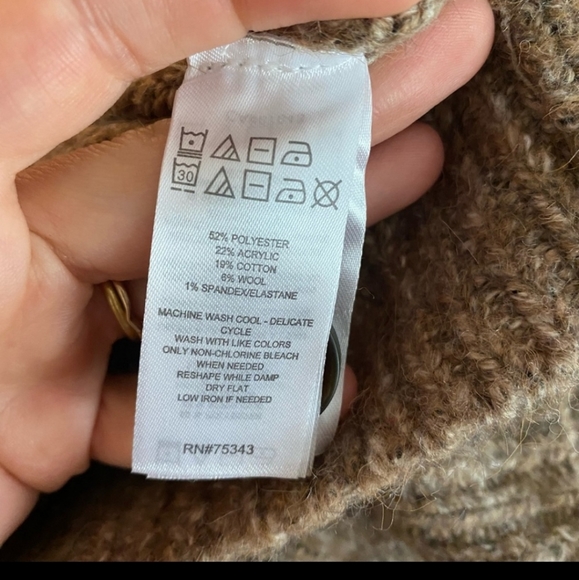 30
52% POLYESTER
22% ACRYLIC
19% COTTON
6% WOOL
1% SPANDEX/ELASTANE
MACHINE WASH COOL - DELICATE
CYCLE
WASH WITH LIKE COLORS
ONLY NON-CHLORINE BLEACH
WHEN NEEDED
RESHAPE WHILE DAMP
DRY FLAT
LOW IRON IF NEEDED
RN#75343